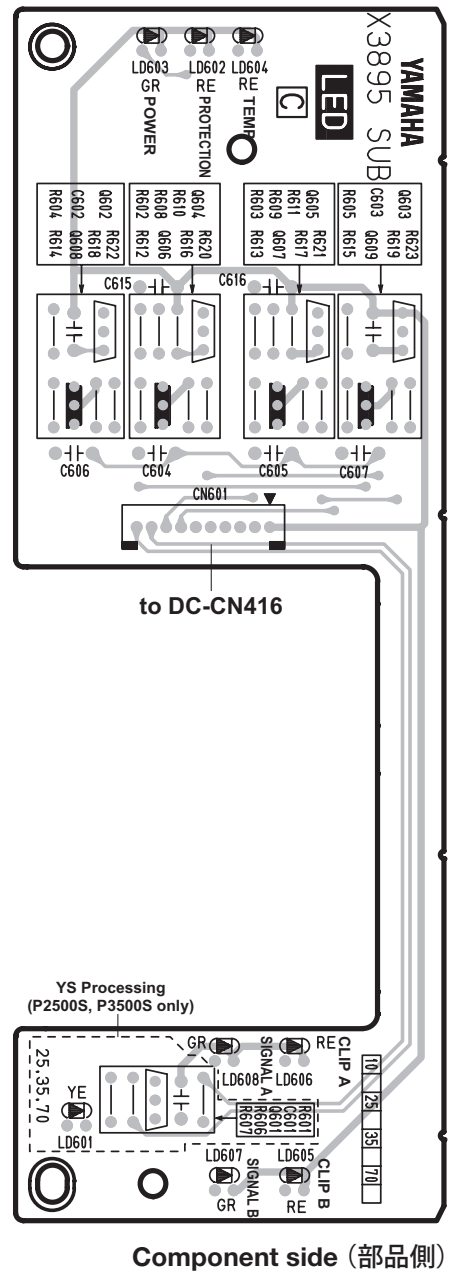 LD603 LD602 LD604
GR RE RE
POWER
PROTECTION
TEMP
C
LED
X3895 SUB
YAMAHA
Q602 R622
C602 R618
R604 Q608
R614
Q604 R620
R610 R616
R608 Q606
R602 R612
Q605 R621
R611 R617
R609 Q607
R603 R613
Q603 R623
C603 R619
R605 Q609
R615
C615
C616
C606
C604
C605
C607
CN601
to DC-CN416
YS Processing
(P2500S, P3500S only)
25.35.70
YE
LD601
GR
LD608
SIGNAL A
RE
LD606
CLIP A
R601
C601
Q601
R606
R607
LD607
GR
SIGNAL B
LD605
RE
CLIP B
10
25
35
70
Component side（部品側）